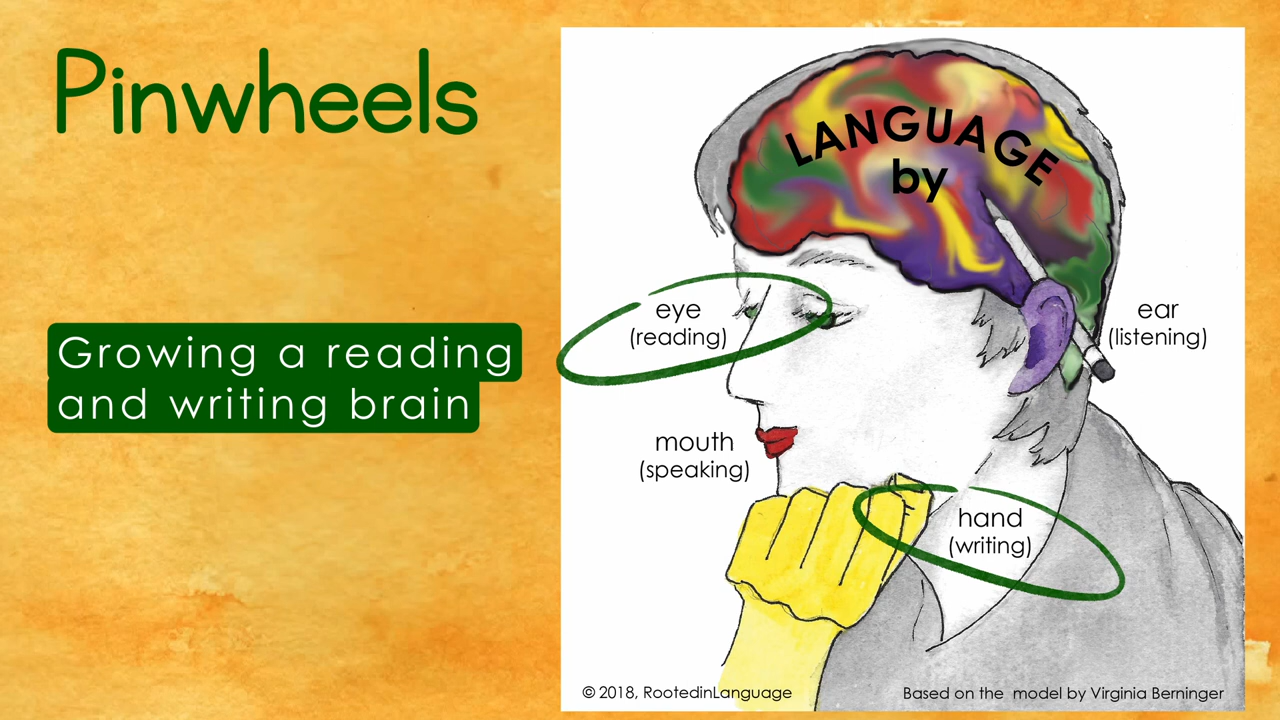 Pinwheels
Growing a reading
and writing brain
LANGUAGE
by
eye
(reading)
ear
(listening)
mouth
(speaking)
hand
(writing)
© 2018, RootedinLanguage
Based on the model by Virginia Berninger